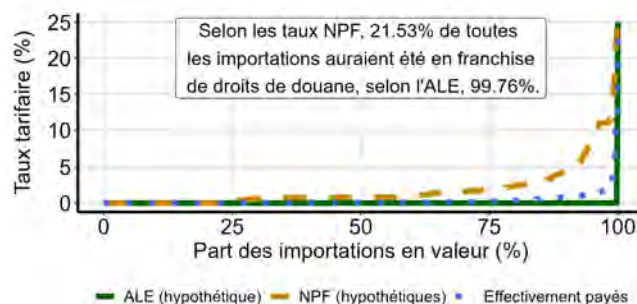 Selon les taux NPF, 21.53% de toutes
les importations auraient été en franchise
de droits de douane, selon l'ALE, 99.76%.
Taux tarifaire (%)
25
20
15
10
5
0
0 25 50 75 100
Part des importations en valeur (%)
ALE (hypothétique) NPF (hypothétiques) Effectivement payés